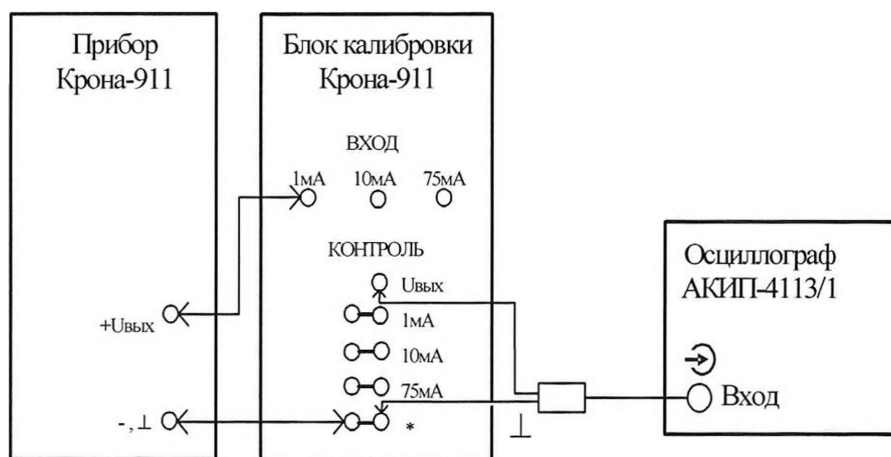 Прибор
Крона-911
+Uвых
-, ⊥
Блок калибровки
Крона-911
ВХОД
1мА 10мА 75мА
КОНТРОЛЬ
Uвых
1мА
10мА
75мА
*
⊥
Осциллограф
АКИП-4113/1
Вход